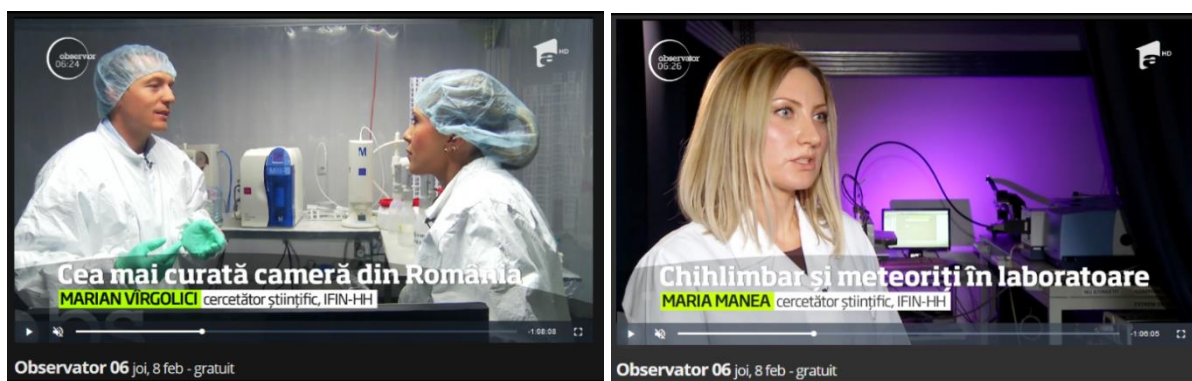 observator
06:24
HD
Cea mai curată cameră din România
MARIAN VÎRGOLICI cercetător științific, IFIN-HH
-1:08:08
Observator 06 joi, 8 feb - gratuit
observator
06:26
HD
Chihlimbar și meteoriți în laboratoare
MARIA MANEA cercetător științific, IFIN-HH
-1:06:05
Observator 06 joi, 8 feb - gratuit